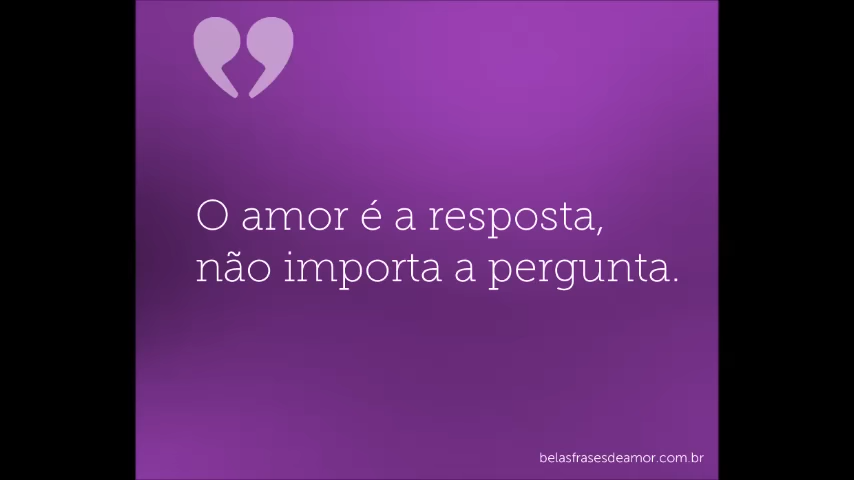 O amor é a resposta,
não importa a pergunta.
belasfrasesdeamor.com.br